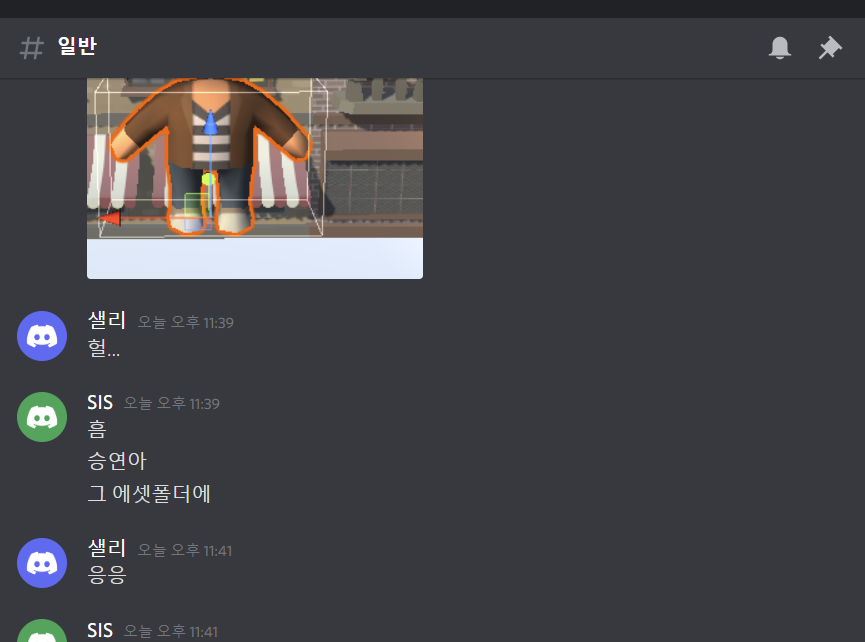 # 일반
샐리 오늘 오후 11:39
헐...
SIS 오늘 오후 11:39
흠
승연아
그 에셋폴더에
샐리 오늘 오후 11:41
응응
SIS 오늘 오후 11:41